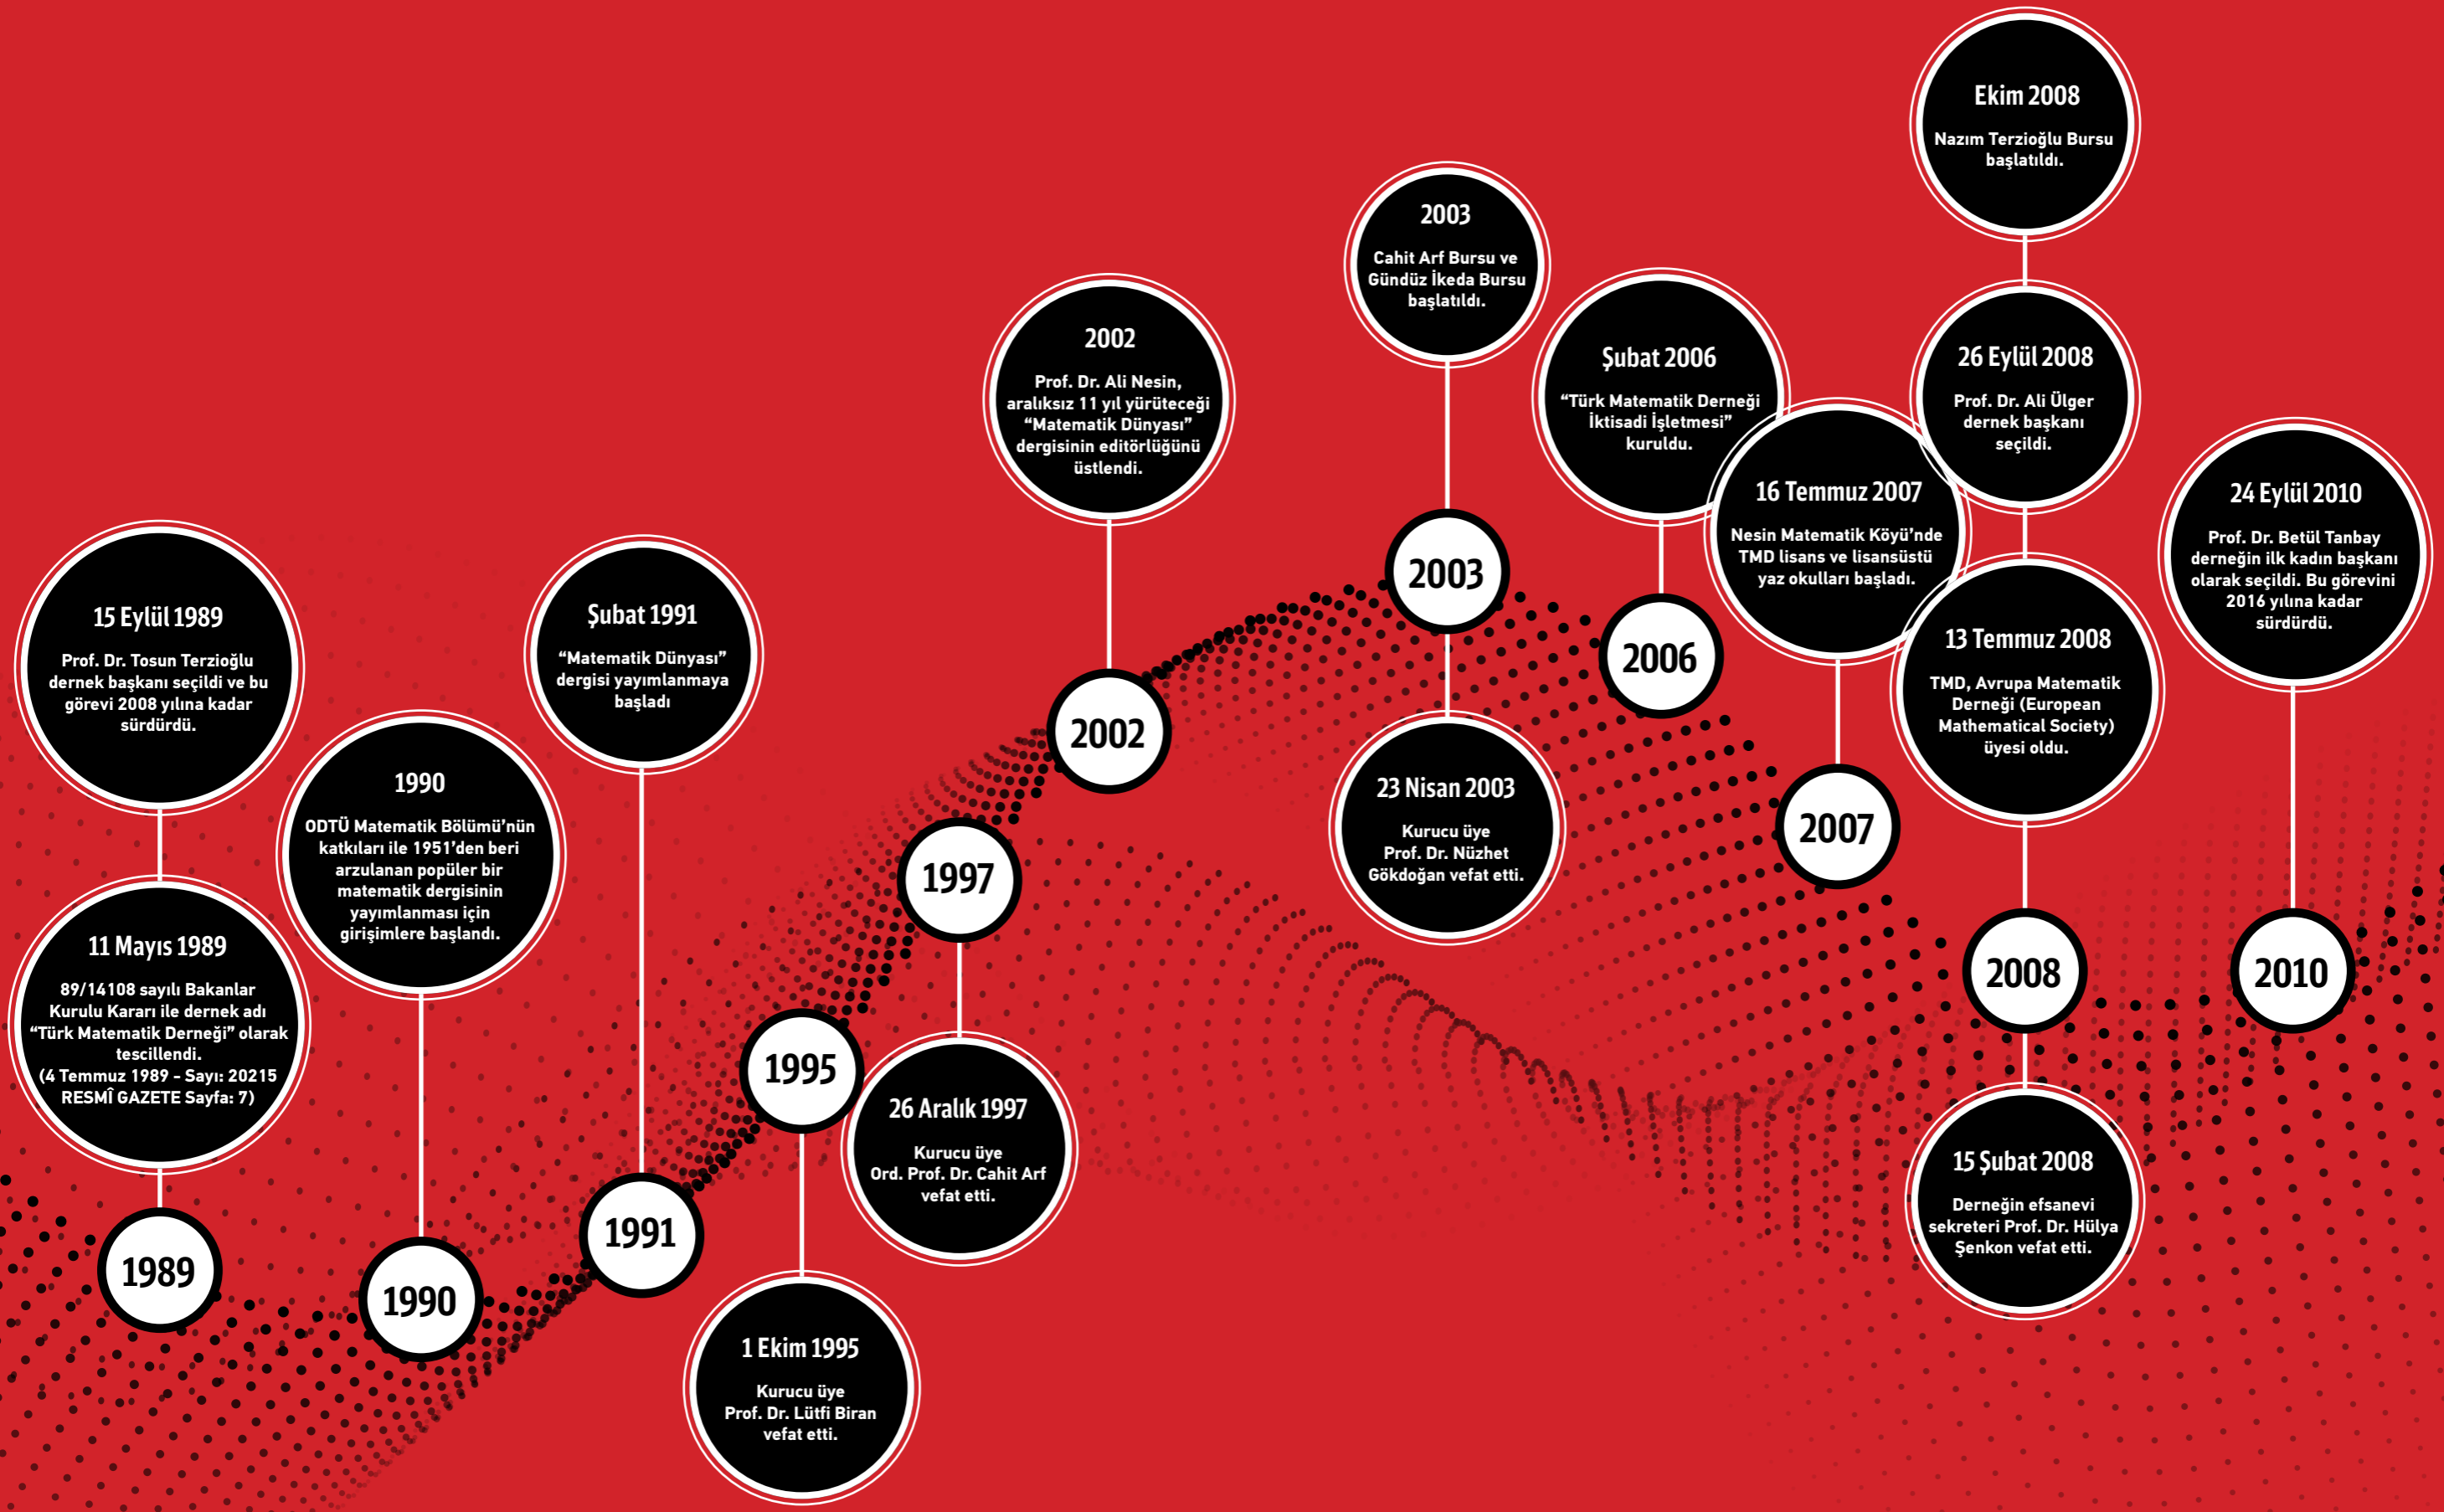 15 Eylül 1989
Prof. Dr. Tosun Terzioğlu
dernek başkanı seçildi ve bu
görevi 2008 yılına kadar
sürdürdü.
11 Mayıs 1989
89/14108 sayılı Bakanlar
Kurulu Kararı ile dernek adı
“Türk Matematik Derneği” olarak
tescillendi.
(4 Temmuz 1989 - Sayı: 20215
RESMÎ GAZETE Sayfa: 7)
1989
1990
ODTÜ Matematik Bölümü’nün
katkıları ile 1951’den beri
arzulanan popüler bir
matematik dergisinin
yayımlanması için
girişimlere başlandı.
1990
Şubat 1991
“Matematik Dünyası”
dergisi yayımlanmaya
başladı
1991
1995
1 Ekim 1995
Kurucu üye
Prof. Dr. Lütfi Biran
vefat etti.
1997
26 Aralık 1997
Kurucu üye
Ord. Prof. Dr. Cahit Arf
vefat etti.
2002
Prof. Dr. Ali Nesin,
aralıksız 11 yıl yürüteceği
“Matematik Dünyası”
dergisinin editörlüğünü
üstlendi.
2002
2003
Cahit Arf Bursu ve
Gündüz İkeda Bursu
başlatıldı.
2003
23 Nisan 2003
Kurucu üye
Prof. Dr. Nüzhet
Gökdoğan vefat etti.
Şubat 2006
“Türk Matematik Derneği
İktisadi İşletmesi”
kuruldu.
2006
16 Temmuz 2007
Nesin Matematik Köyü’nde
TMD lisans ve lisansüstü
yaz okulları başladı.
2007
Ekim 2008
Nazım Terzioğlu Bursu
başlatıldı.
26 Eylül 2008
Prof. Dr. Ali Ülger
dernek başkanı
seçildi.
13 Temmuz 2008
TMD, Avrupa Matematik
Derneği (European
Mathematical Society)
üyesi oldu.
2008
15 Şubat 2008
Derneğin efsanevi
sekreteri Prof. Dr. Hülya
Şenkon vefat etti.
24 Eylül 2010
Prof. Dr. Betül Tanbay
derneğin ilk kadın başkanı
olarak seçildi. Bu görevini
2016 yılına kadar
sürdürdü.
2010